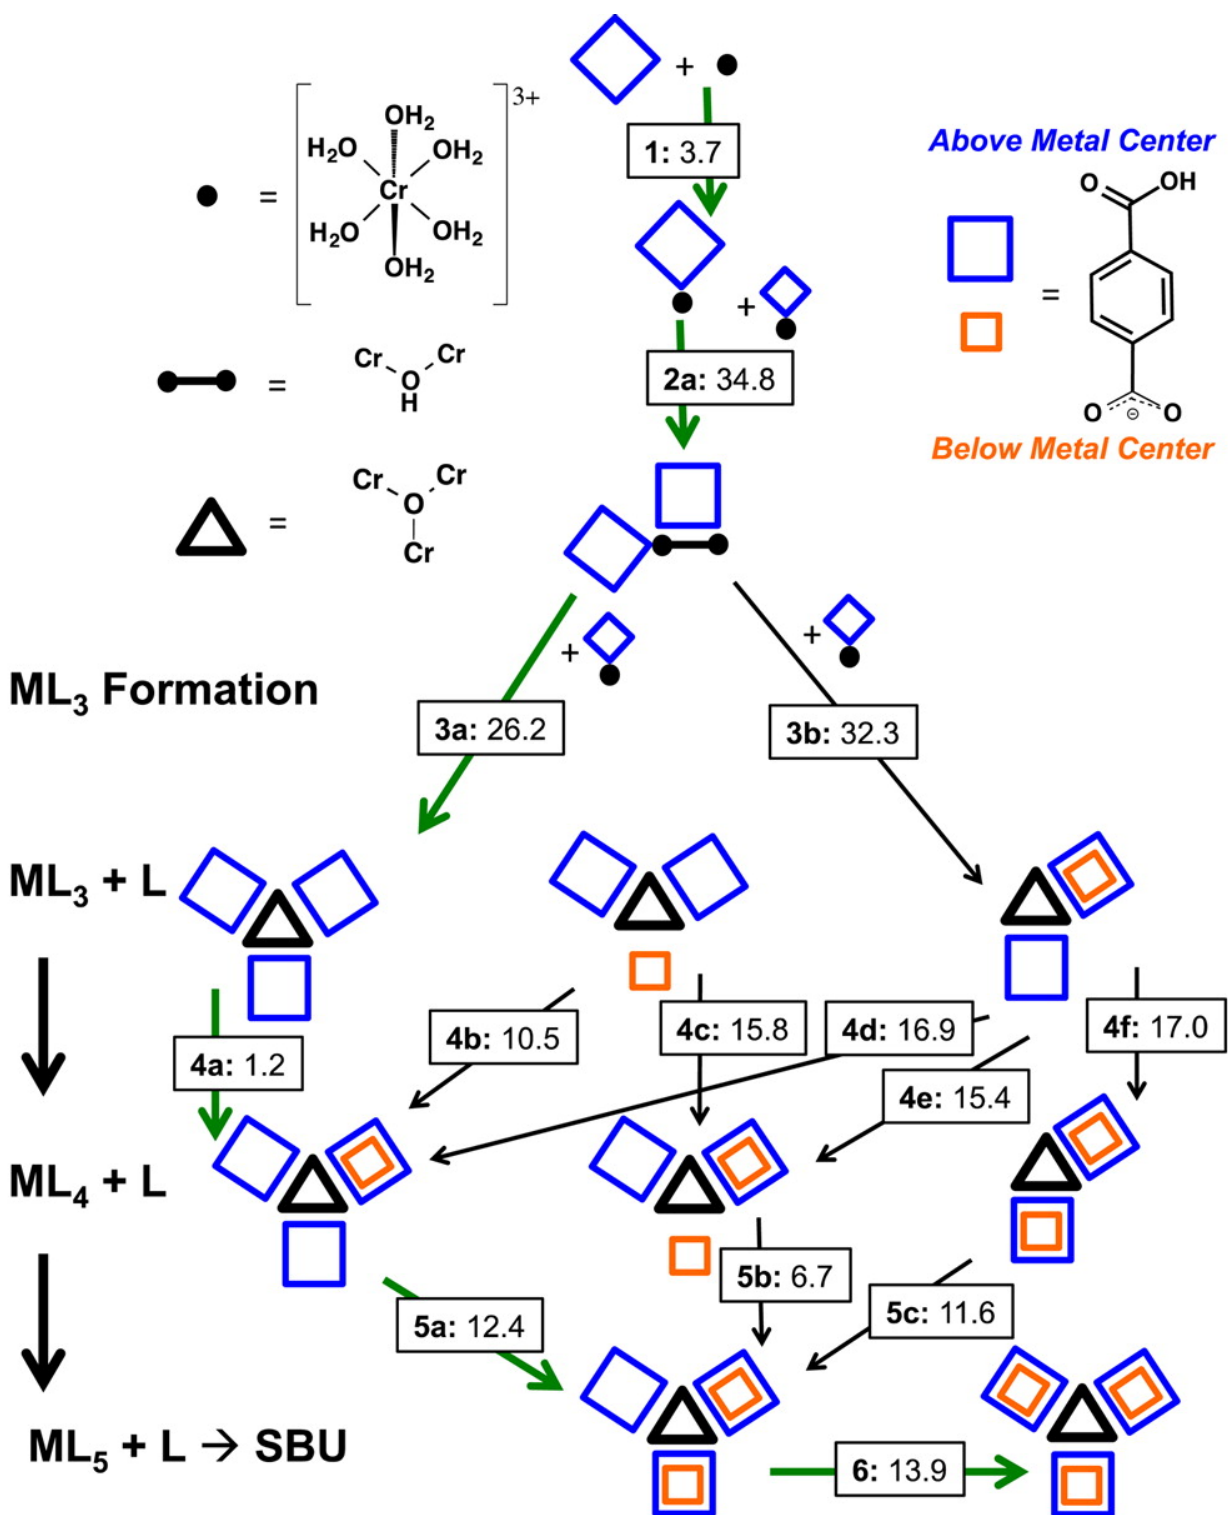 +
1: 3.7
3+
OH₂
H₂O
OH₂
Cr
H₂O
OH₂
OH₂
=
Above Metal Center
O
OH
=
O
⊖
O
Below Metal Center
+
2a: 34.8
=
Cr
Cr
O
H
=
Cr
Cr
O
Cr
+
+
ML₃ Formation
3a: 26.2
3b: 32.3
ML₃ + L
4a: 1.2
4b: 10.5
4c: 15.8
4d: 16.9
4e: 15.4
4f: 17.0
ML₄ + L
5a: 12.4
5b: 6.7
5c: 11.6
ML₅ + L → SBU
6: 13.9